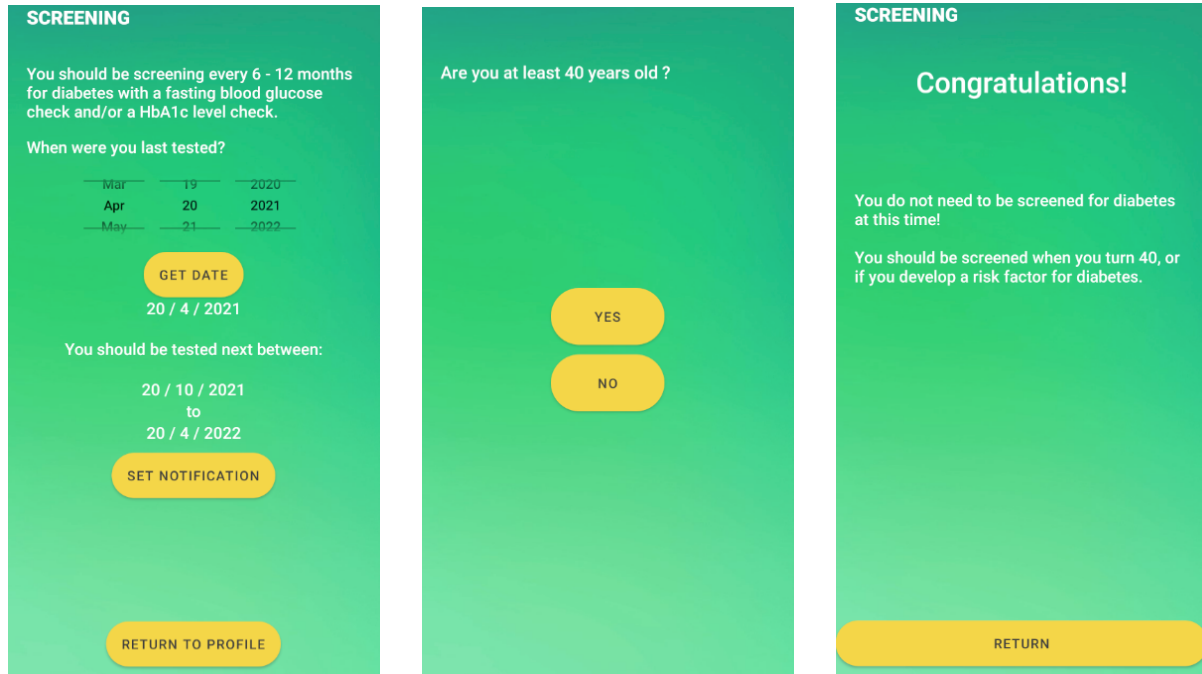 SCREENING
You should be screening every 6 - 12 months
for diabetes with a fasting blood glucose
check and/or a HbA1c level check.
When were you last tested?
Mar 19 2020
Apr 20 2021
May 21 2022
GET DATE
20 / 4 / 2021
You should be tested next between:
20 / 10 / 2021
to
20 / 4 / 2022
SET NOTIFICATION
RETURN TO PROFILE
Are you at least 40 years old ?
YES
NO
SCREENING
Congratulations!
You do not need to be screened for diabetes
at this time!
You should be screened when you turn 40, or
if you develop a risk factor for diabetes.
RETURN